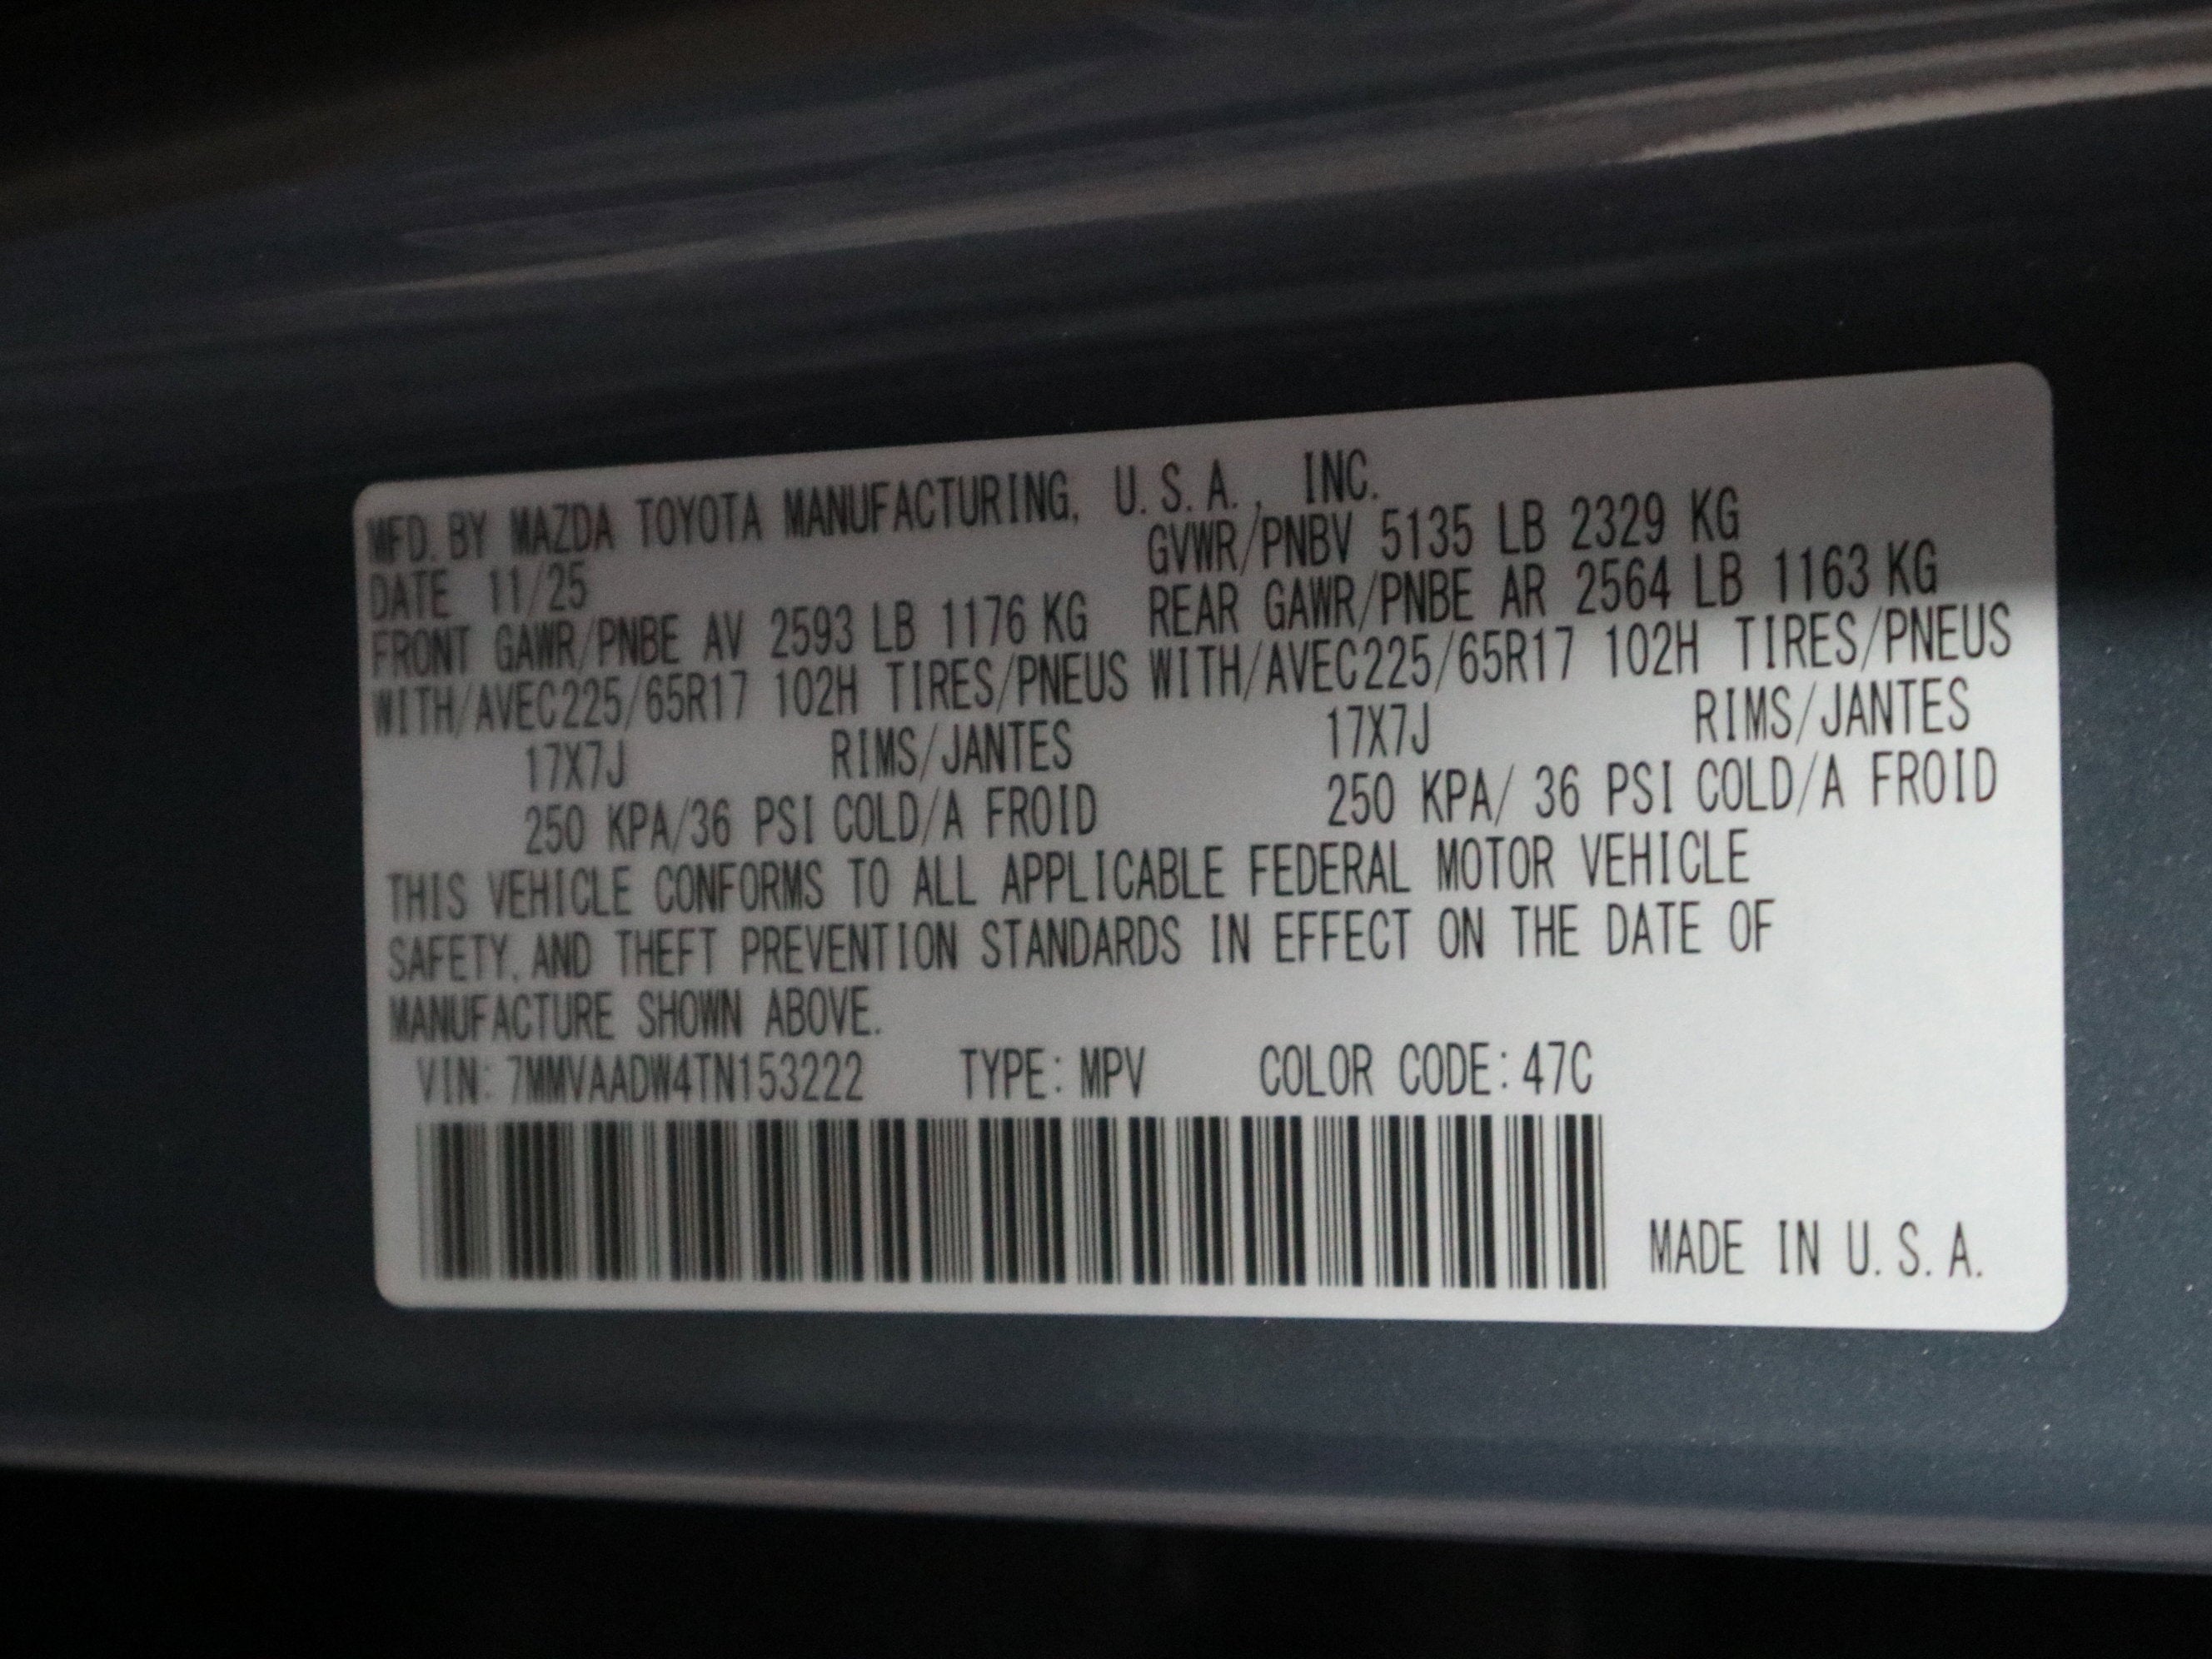 MFD. BY MAZDA TOYOTA MANUFACTURING, U.S.A., INC.
DATE 11/25 GVWR/PNBV 5135 LB 2329 KG
FRONT GAWR/PNBE AV 2593 LB 1176 KG REAR GAWR/PNBE AR 2564 LB 1163 KG
WITH/AVEC225/65R17 102H TIRES/PNEUS WITH/AVEC225/65R17 102H TIRES/PNEUS
17X7J RIMS/JANTES 17X7J RIMS/JANTES
250 KPA/36 PSI COLD/A FROID 250 KPA/ 36 PSI COLD/A FROID
THIS VEHICLE CONFORMS TO ALL APPLICABLE FEDERAL MOTOR VEHICLE
SAFETY, AND THEFT PREVENTION STANDARDS IN EFFECT ON THE DATE OF
MANUFACTURE SHOWN ABOVE.
VIN: 7MMVAADW4TN153222 TYPE: MPV COLOR CODE: 47C
MADE IN U.S.A.